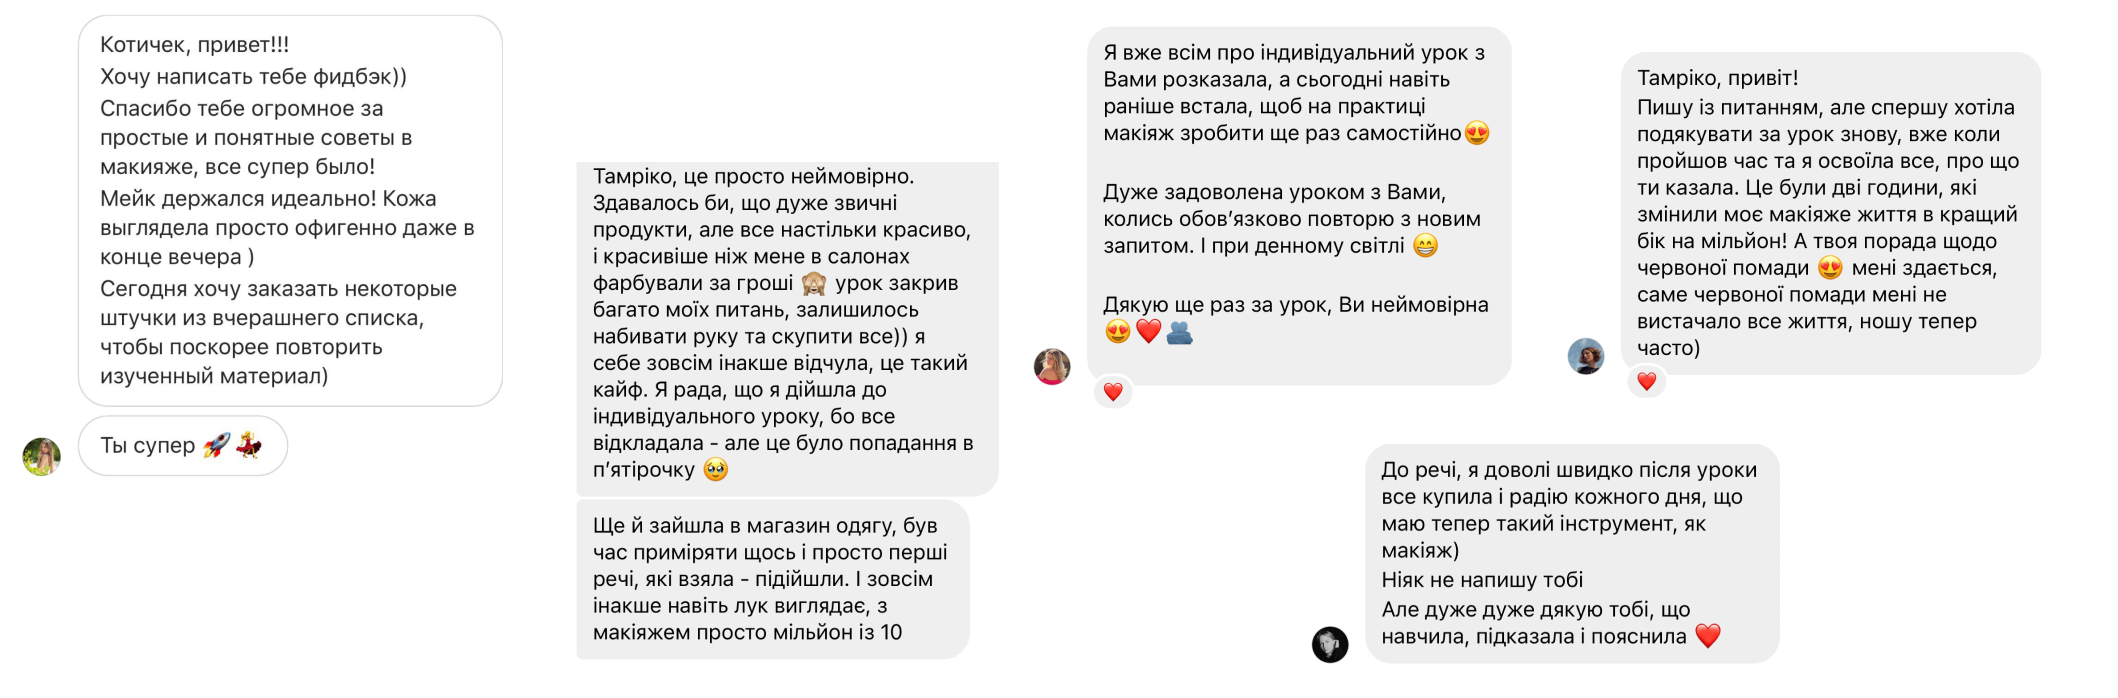 Котичек, привет!!!
Хочу написать тебе фидбэк))
Спасибо тебе огромное за
простые и понятные советы в
макияже, все супер было!
Мейк держался идеально! Кожа
выглядела просто офигенно даже в
конце вечера )
Сегодня хочу заказать некоторые
штучки из вчерашнего списка,
чтобы поскорее повторить
изученный материал)
Ты супер 🚀💃
Тамріко, це просто неймовірно.
Здавалось би, що дуже звичні
продукти, але все настільки красиво,
і красивіше ніж мене в салонах
фарбували за гроші 🙈 урок закрив
багато моїх питань, залишилось
набивати руку та скупити все)) я
себе зовсім інакше відчула, це такий
кайф. Я рада, що я дійшла до
індивідуального уроку, бо все
відкладала - але це було попадання в
п’ятірочку 🥹
Ще й зайшла в магазин одягу, був
час приміряти щось і просто перші
речі, які взяла - підійшли. І зовсім
інакше навіть лук виглядає, з
макіяжем просто мільйон із 10
Я вже всім про індивідуальний урок з
Вами розказала, а сьогодні навіть
раніше встала, щоб на практиці
макіяж зробити ще раз самостійно😍
Дуже задоволена уроком з Вами,
колись обов’язково повторю з новим
запитом. І при денному світлі 😁
Дякую ще раз за урок, Ви неймовірна
😍❤️🫂
❤️
Тамріко, привіт!
Пишу із питанням, але спершу хотіла
подякувати за урок знову, вже коли
пройшов час та я освоїла все, про що
ти казала. Це були дві години, які
змінили моє макіяже життя в кращий
бік на мільйон! А твоя порада щодо
червоної помади 😍 мені здається,
саме червоної помади мені не
вистачало все життя, ношу тепер
часто)
❤️
До речі, я доволі швидко після уроки
все купила і радію кожного дня, що
маю тепер такий інструмент, як
макіяж)
Ніяк не напишу тобі
Але дуже дуже дякую тобі, що
навчила, підказала і пояснила ❤️